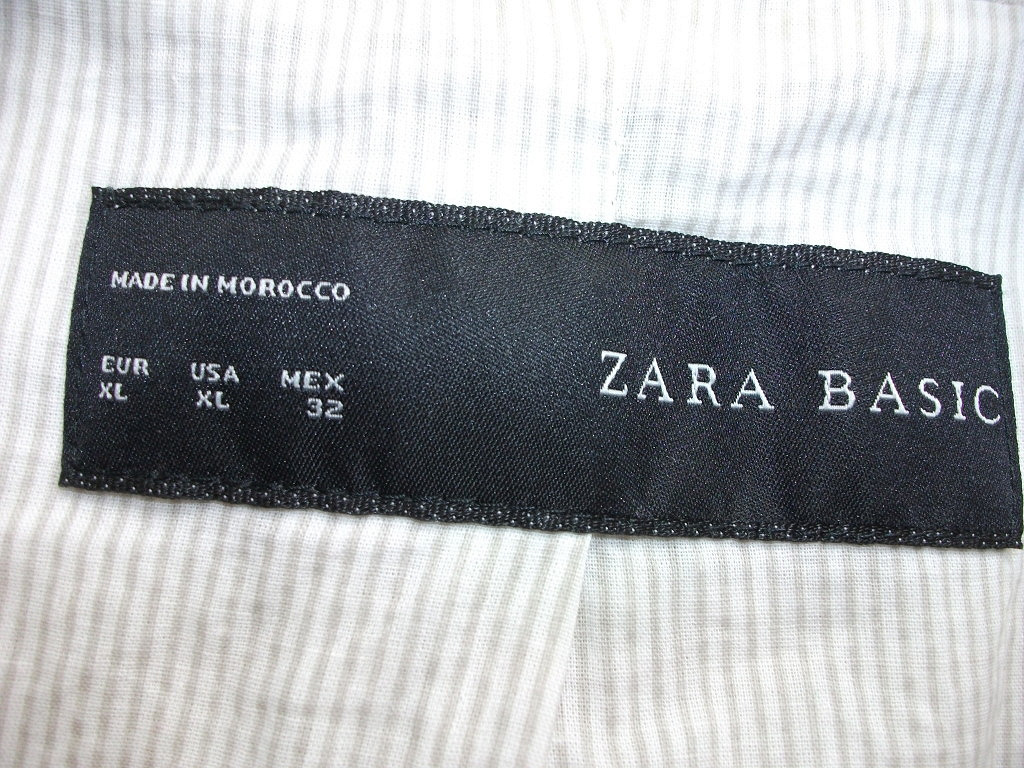 MADE IN MOROCCO
EUR USA MEX
XL XL 32
ZARA BASIC